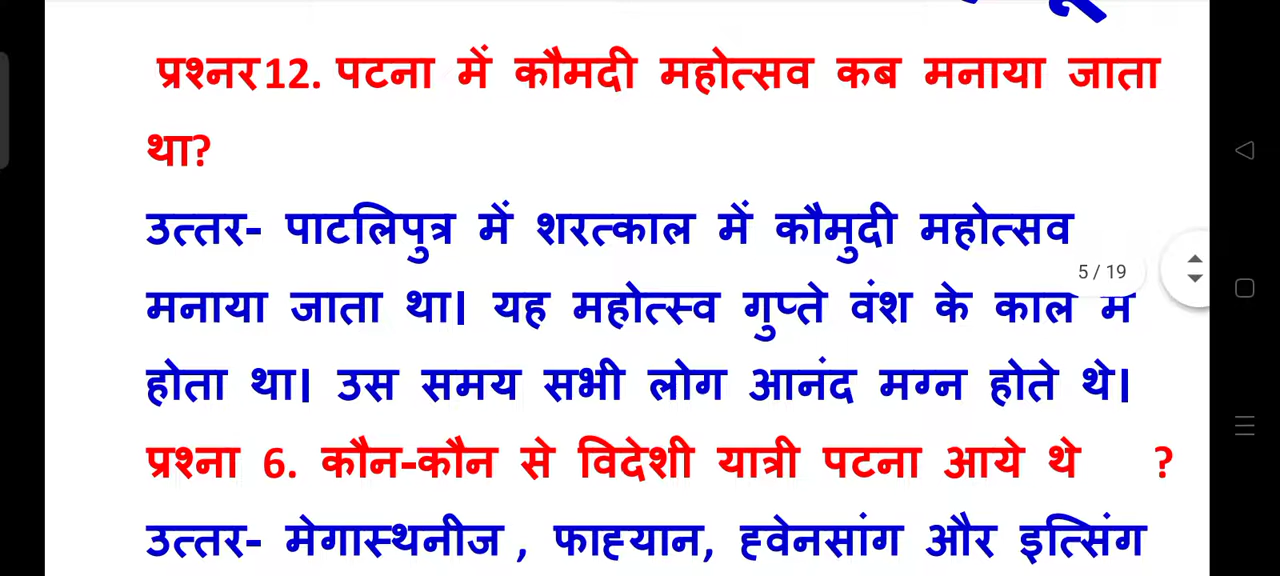 प्रश्नर12. पटना में कौमदी महोत्सव कब मनाया जाता
था?
उत्तर- पाटलिपुत्र में शरत्काल में कौमुदी महोत्सव
5 / 19
मनाया जाता था। यह महोत्स्व गुप्ते वंश के काल में
होता था। उस समय सभी लोग आनंद मग्न होते थे।
प्रश्ना 6. कौन-कौन से विदेशी यात्री पटना आये थे ?
उत्तर- मेगास्थनीज , फाह्यान, ह्वेनसांग और इत्सिंग